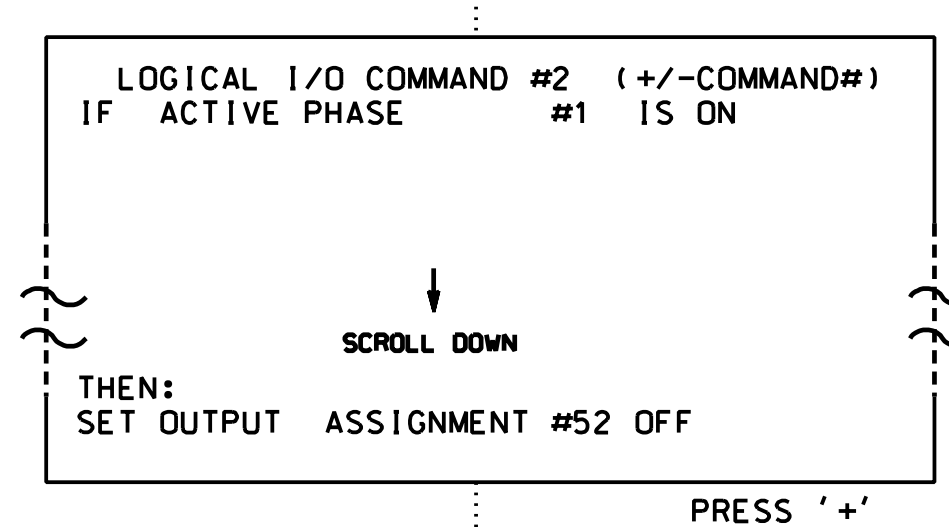 LOGICAL I/O COMMAND #2 (+/-COMMAND#)
IF ACTIVE PHASE #1 IS ON
SCROLL DOWN
THEN:
SET OUTPUT ASSIGNMENT #52 OFF
PRESS '+'